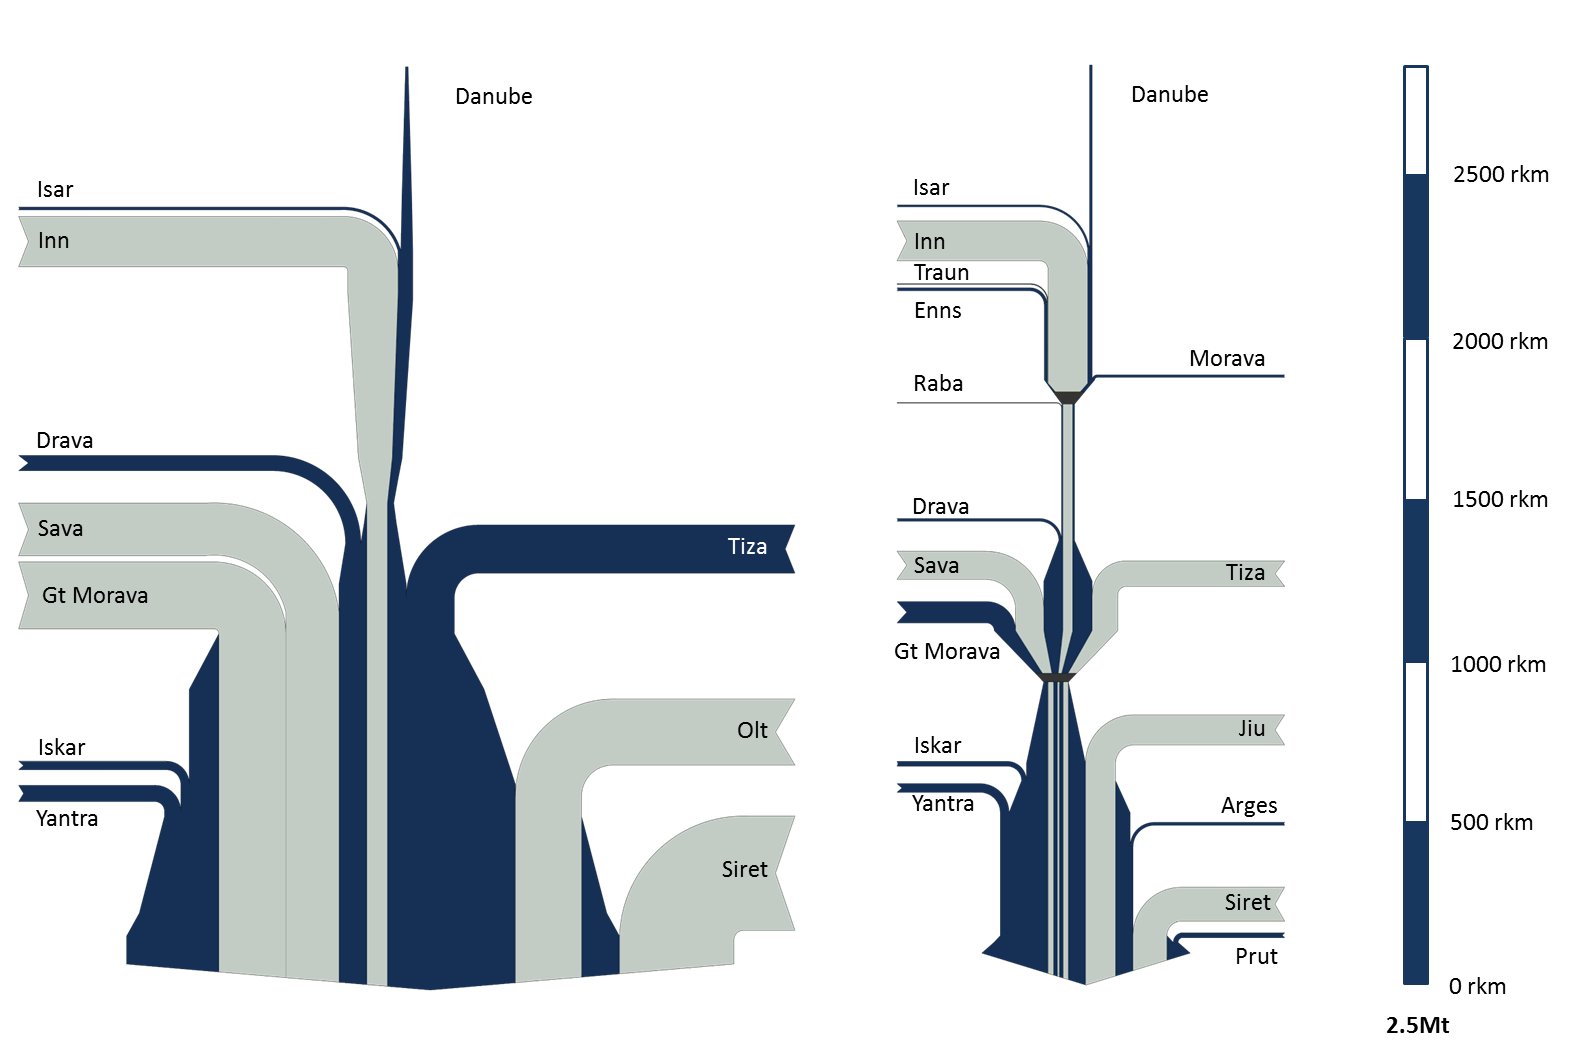 Danube
Isar
Inn
Drava
Sava
Tiza
Gt Morava
Olt
Iskar
Yantra
Siret
Danube
Isar
Inn
Traun
Enns
Morava
Raba
Drava
Sava
Tiza
Gt Morava
Jiu
Iskar
Yantra
Arges
Siret
Prut
2500 rkm
2000 rkm
1500 rkm
1000 rkm
500 rkm
0 rkm
2.5Mt